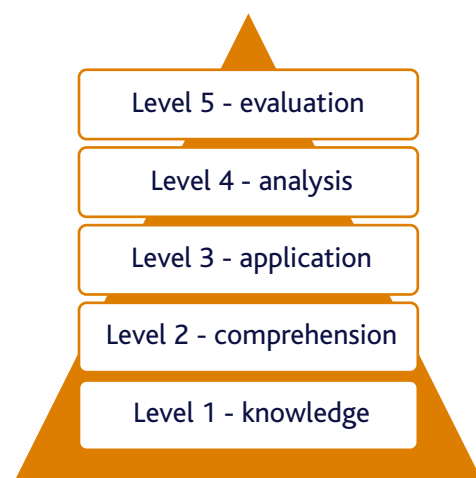 Level 5 - evaluation
Level 4 - analysis
Level 3 - application
Level 2 - comprehension
Level 1 - knowledge